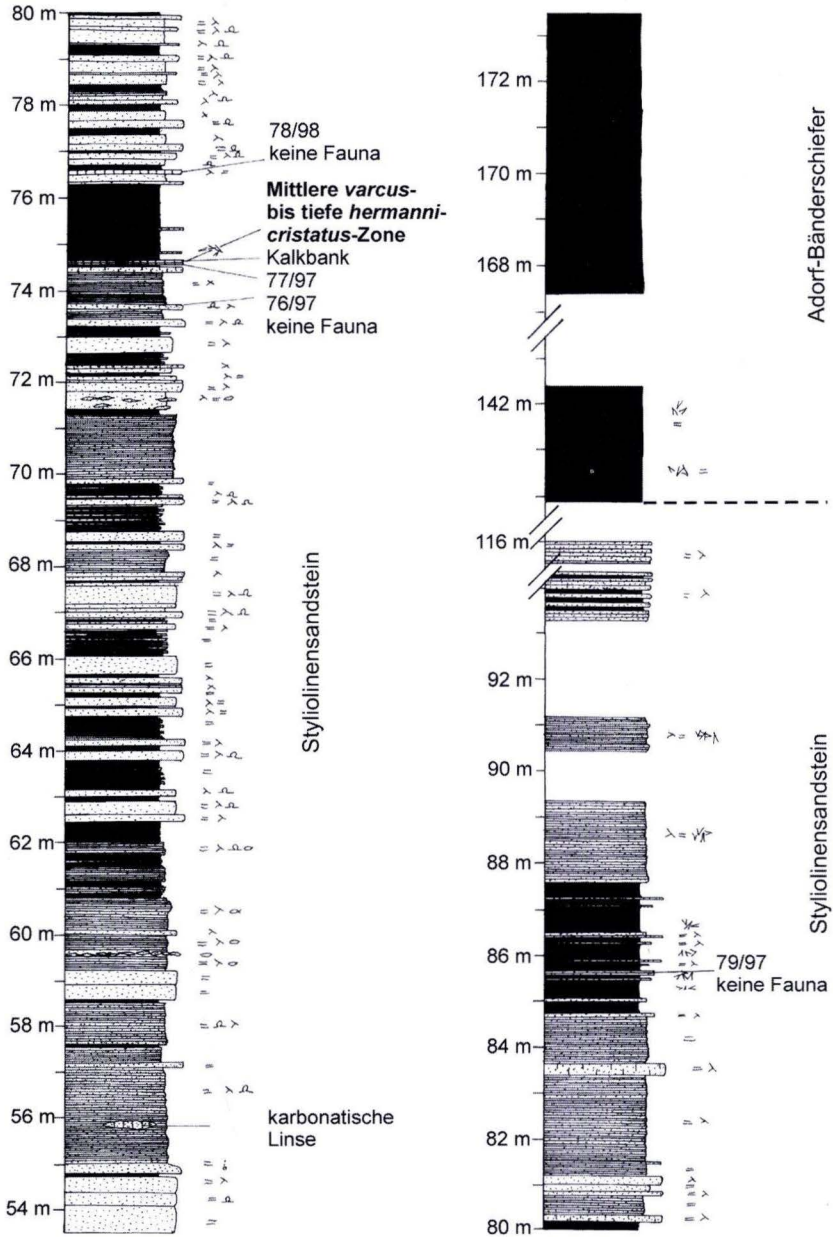 80 m
78 m
76 m
74 m
72 m
70 m
68 m
66 m
64 m
62 m
60 m
58 m
56 m
54 m
78/98
keine Fauna
Mittlere varcus-
bis tiefe hermanni-
cristatus-Zone
Kalkbank
77/97
76/97
keine Fauna
karbonatische
Linse
Styliolinensandstein
172 m
170 m
168 m
142 m
116 m
92 m
90 m
88 m
86 m
84 m
82 m
80 m
79/97
keine Fauna
Adorf-Bänderschiefer
Styliolinensandstein